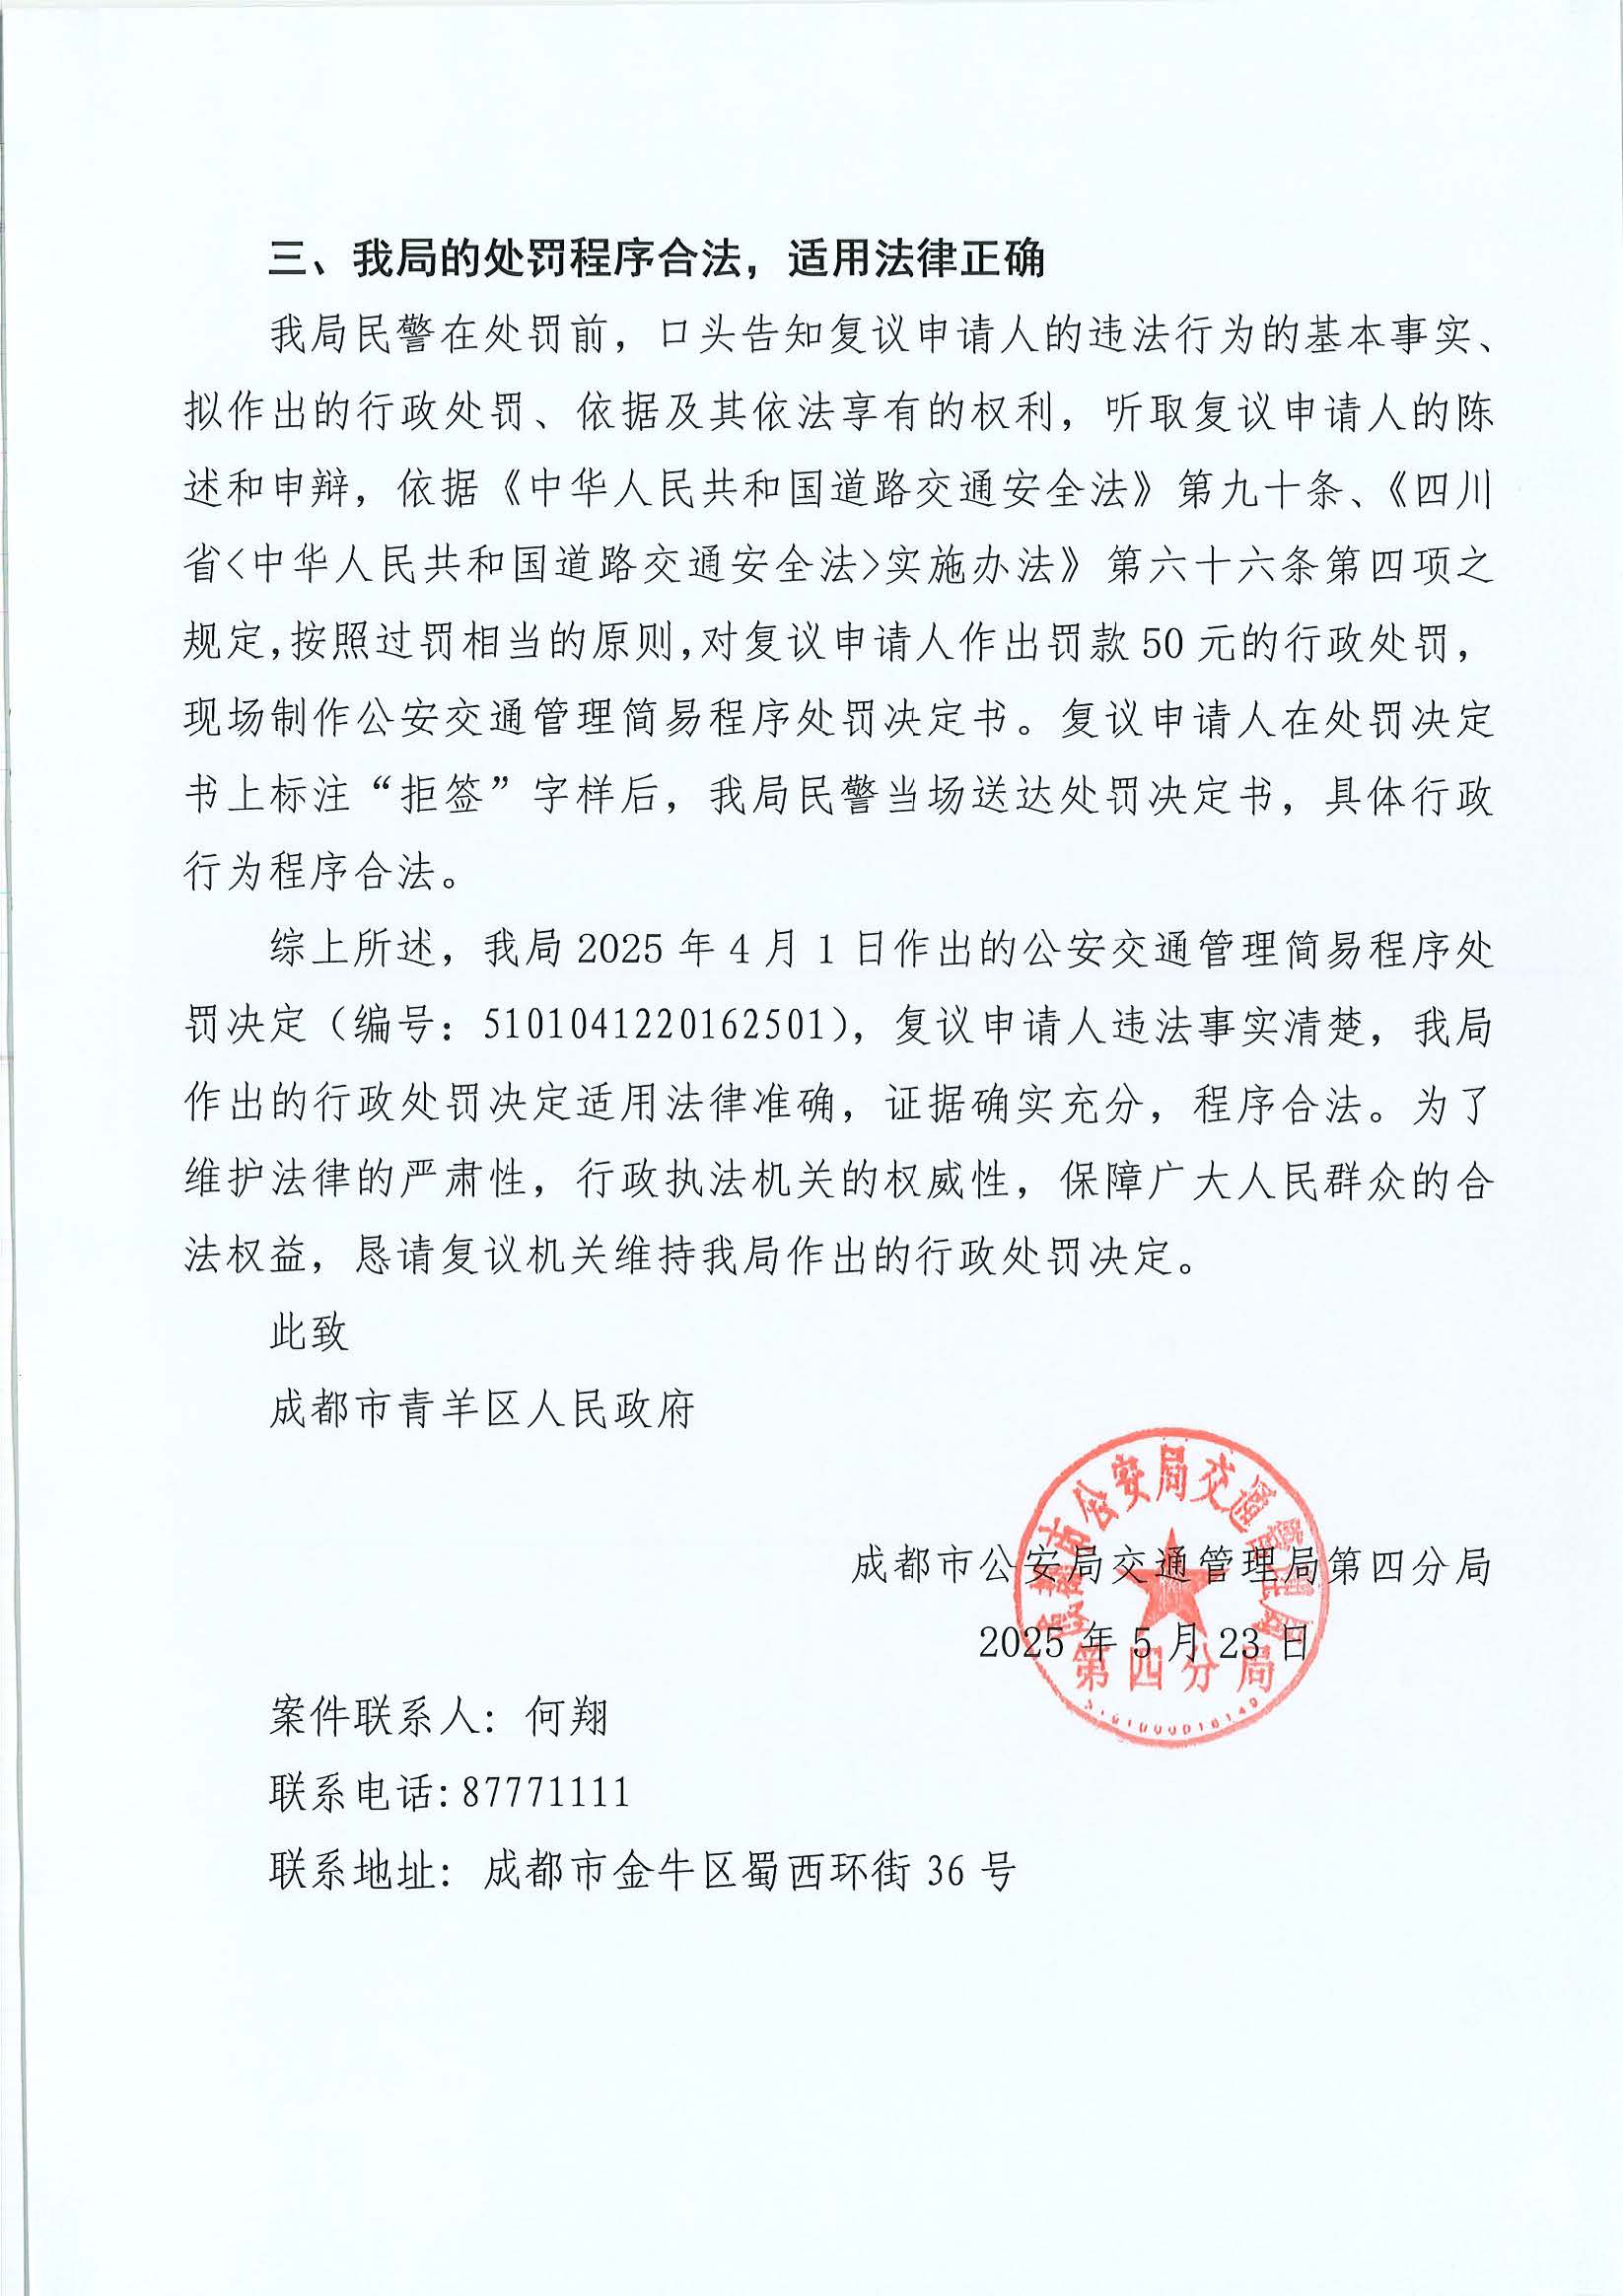 三、我局的处罚程序合法，适用法律正确
我局民警在处罚前，口头告知复议申请人的违法行为的基本事实、
拟作出的行政处罚、依据及其依法享有的权利，听取复议申请人的陈
述和申辩，依据《中华人民共和国道路交通安全法》第九十条、《四川
省<中华人民共和国道路交通安全法>实施办法》第六十六条第四项之
规定,按照过罚相当的原则,对复议申请人作出罚款50元的行政处罚，
现场制作公安交通管理简易程序处罚决定书。复议申请人在处罚决定
书上标注“拒签”字样后，我局民警当场送达处罚决定书，具体行政
行为程序合法。
综上所述，我局2025年4月1日作出的公安交通管理简易程序处
罚决定（编号：5101041220162501），复议申请人违法事实清楚，我局
作出的行政处罚决定适用法律准确，证据确实充分，程序合法。为了
维护法律的严肃性，行政执法机关的权威性，保障广大人民群众的合
法权益，恳请复议机关维持我局作出的行政处罚决定。
此致
成都市青羊区人民政府
成都市公安局交通管理局第四分局
2025年5月23日
市公安局交通管理局
第四分局
案件联系人：何翔
联系电话:87771111
联系地址：成都市金牛区蜀西环街36号